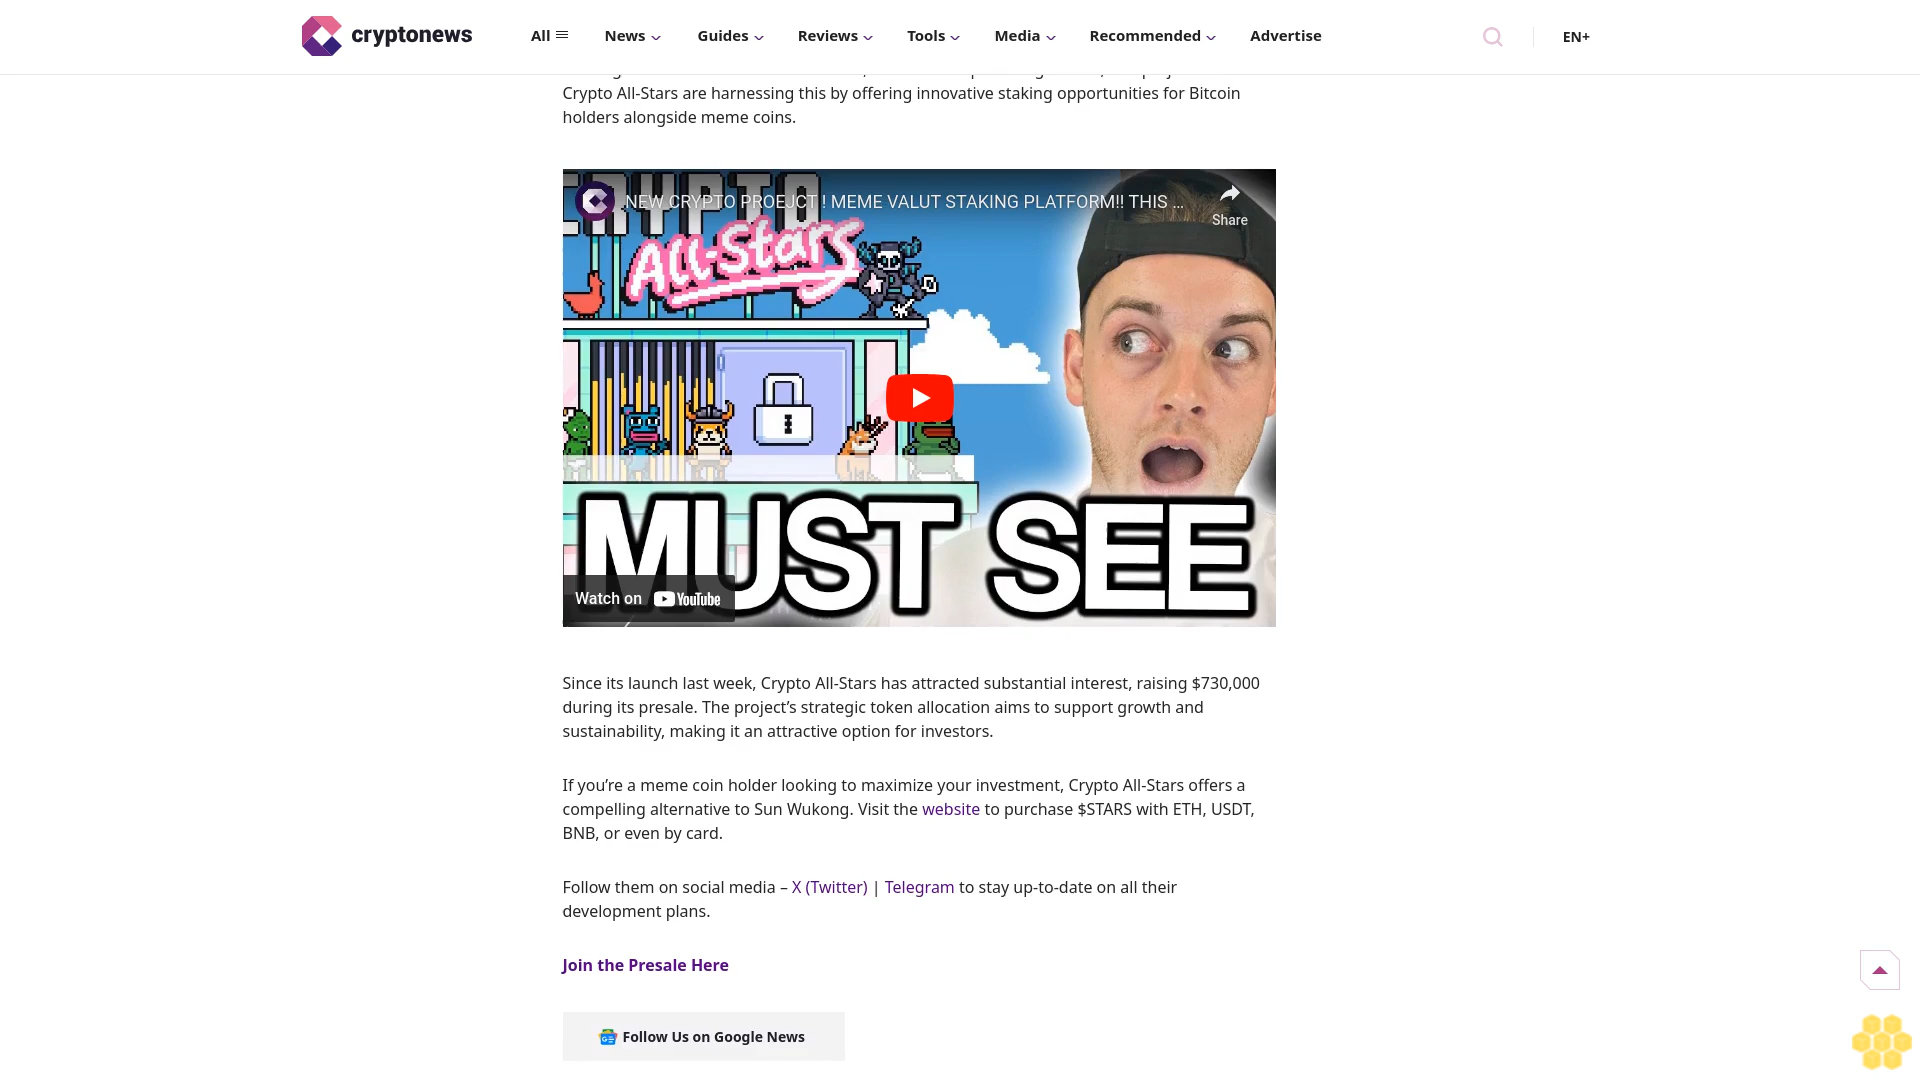 cryptonews
All
News
Guides
Reviews
Tools
Media
Recommended
Advertise
EN+
Crypto All-Stars are harnessing this by offering innovative staking opportunities for Bitcoin
holders alongside meme coins.
NEW CRYPTO PROEJCT ! MEME VALUT STAKING PLATFORM!! THIS ...
Share
CRYPTO
All-Stars
MUST SEE
Watch on YouTube
Since its launch last week, Crypto All-Stars has attracted substantial interest, raising $730,000
during its presale. The project’s strategic token allocation aims to support growth and
sustainability, making it an attractive option for investors.
If you’re a meme coin holder looking to maximize your investment, Crypto All-Stars offers a
compelling alternative to Sun Wukong. Visit the website to purchase $STARS with ETH, USDT,
BNB, or even by card.
Follow them on social media – X (Twitter) | Telegram to stay up-to-date on all their
development plans.
Join the Presale Here
Follow Us on Google News